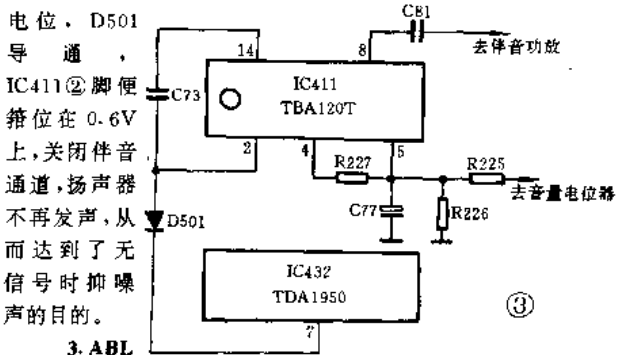 电位、D501
导通，
IC411②脚便
箝位在0.6V
上，关闭伴音
通道，扬声器
不再发声，从
而达到了无
信号时抑噪
声的目的。
3. ABL
C81
去伴音功放
14
8
IC411
TBA120T
C73
2
4
5
R227
R225
去音量电位器
C77
R226
D501
IC432
TDA1950
7
③